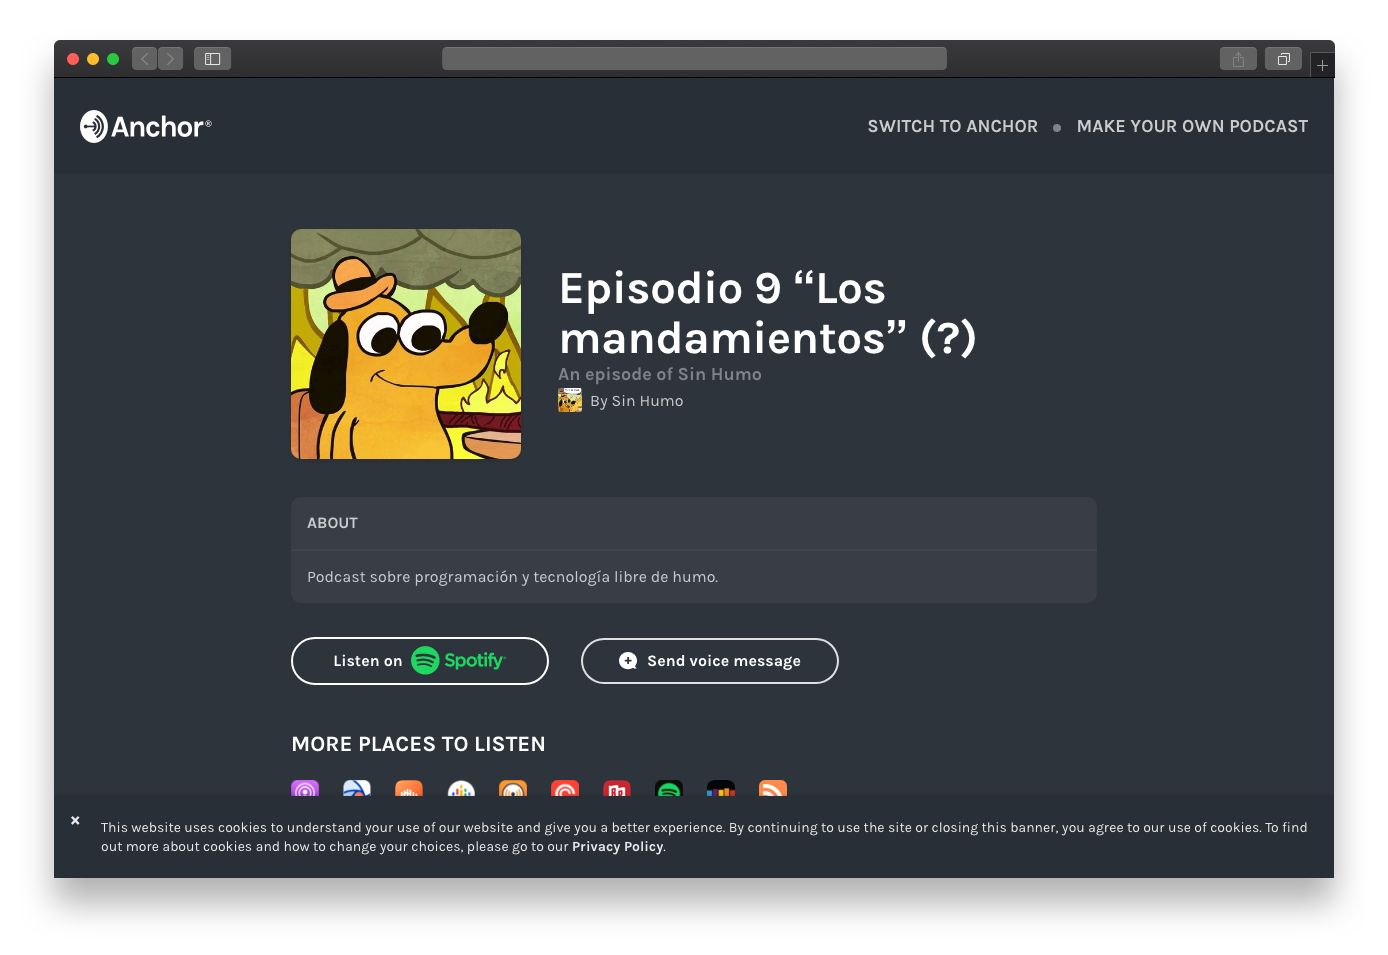 Anchor®
SWITCH TO ANCHOR
MAKE YOUR OWN PODCAST
Episodio 9 “Los
mandamientos” (?)
An episode of Sin Humo
By Sin Humo
ABOUT
Podcast sobre programación y tecnología libre de humo.
Listen on Spotify
Send voice message
MORE PLACES TO LISTEN
This website uses cookies to understand your use of our website and give you a better experience. By continuing to use the site or closing this banner, you agree to our use of cookies. To find
out more about cookies and how to change your choices, please go to our Privacy Policy.